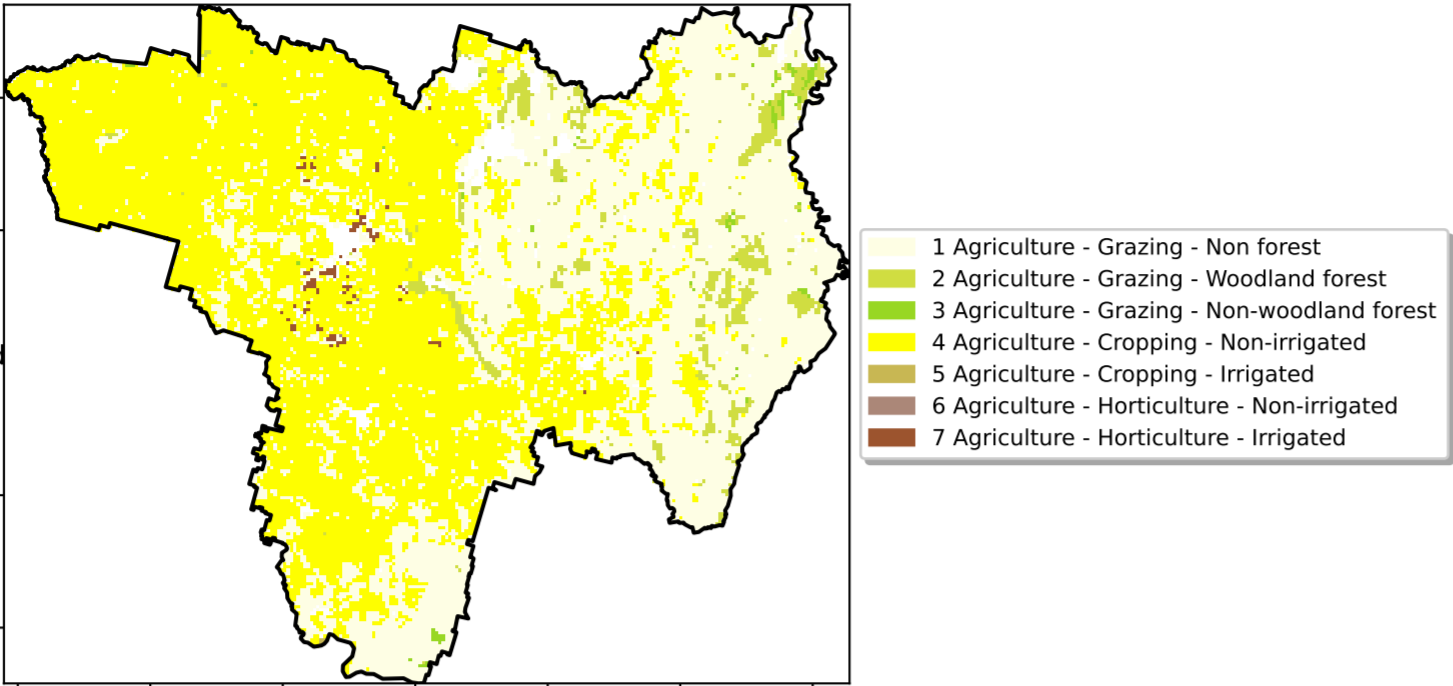 1 Agriculture - Grazing - Non forest
2 Agriculture - Grazing - Woodland forest
3 Agriculture - Grazing - Non-woodland forest
4 Agriculture - Cropping - Non-irrigated
5 Agriculture - Cropping - Irrigated
6 Agriculture - Horticulture - Non-irrigated
7 Agriculture - Horticulture - Irrigated